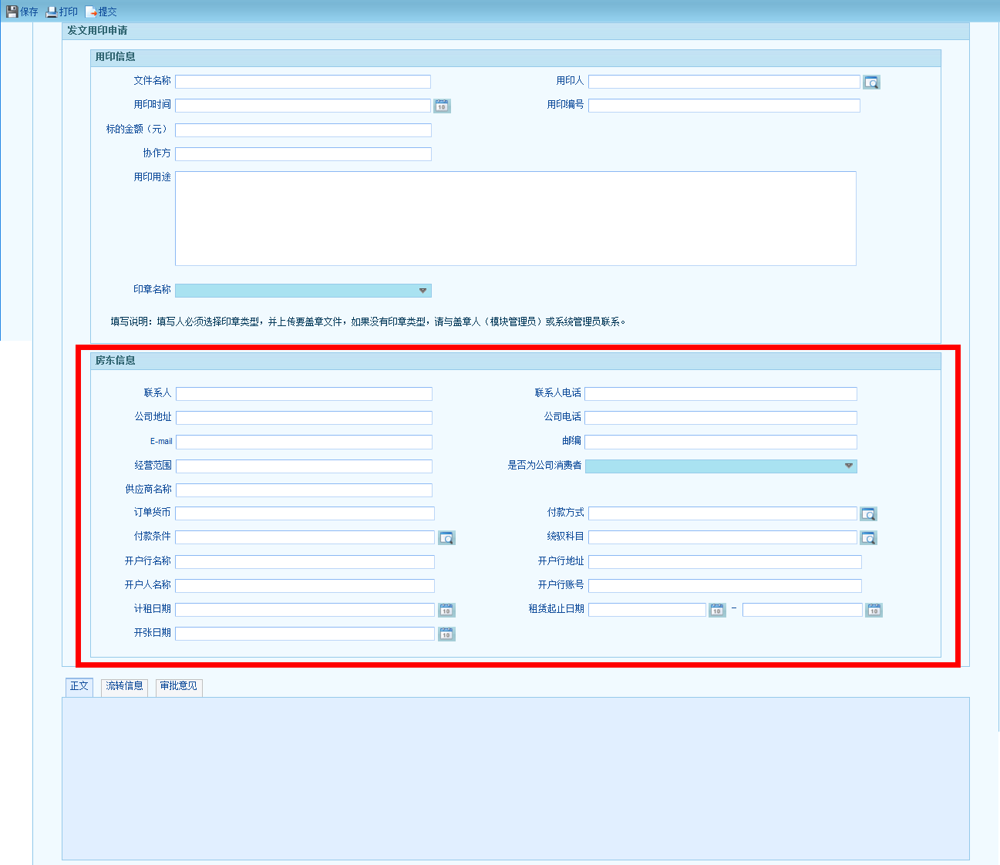 保存 打印 提交
发文用印申请
用印信息
文件名称 用印人
用印时间 用印编号
标的金额（元）
协作方
用印用途
印章名称
填写说明：填写人必须选择印章类型，并上传要盖章文件，如果没有印章类型，请与盖章人（模块管理员）或系统管理员联系。
房东信息
联系人 联系人电话
公司地址 公司电话
E-mail 邮编
经营范围 是否为公司消费者
供应商名称
订单货币 付款方式
付款条件 统驭科目
开户行名称 开户行地址
开户人名称 开户行账号
计租日期 租赁起止日期 –
开张日期
正文 流转信息 审批意见